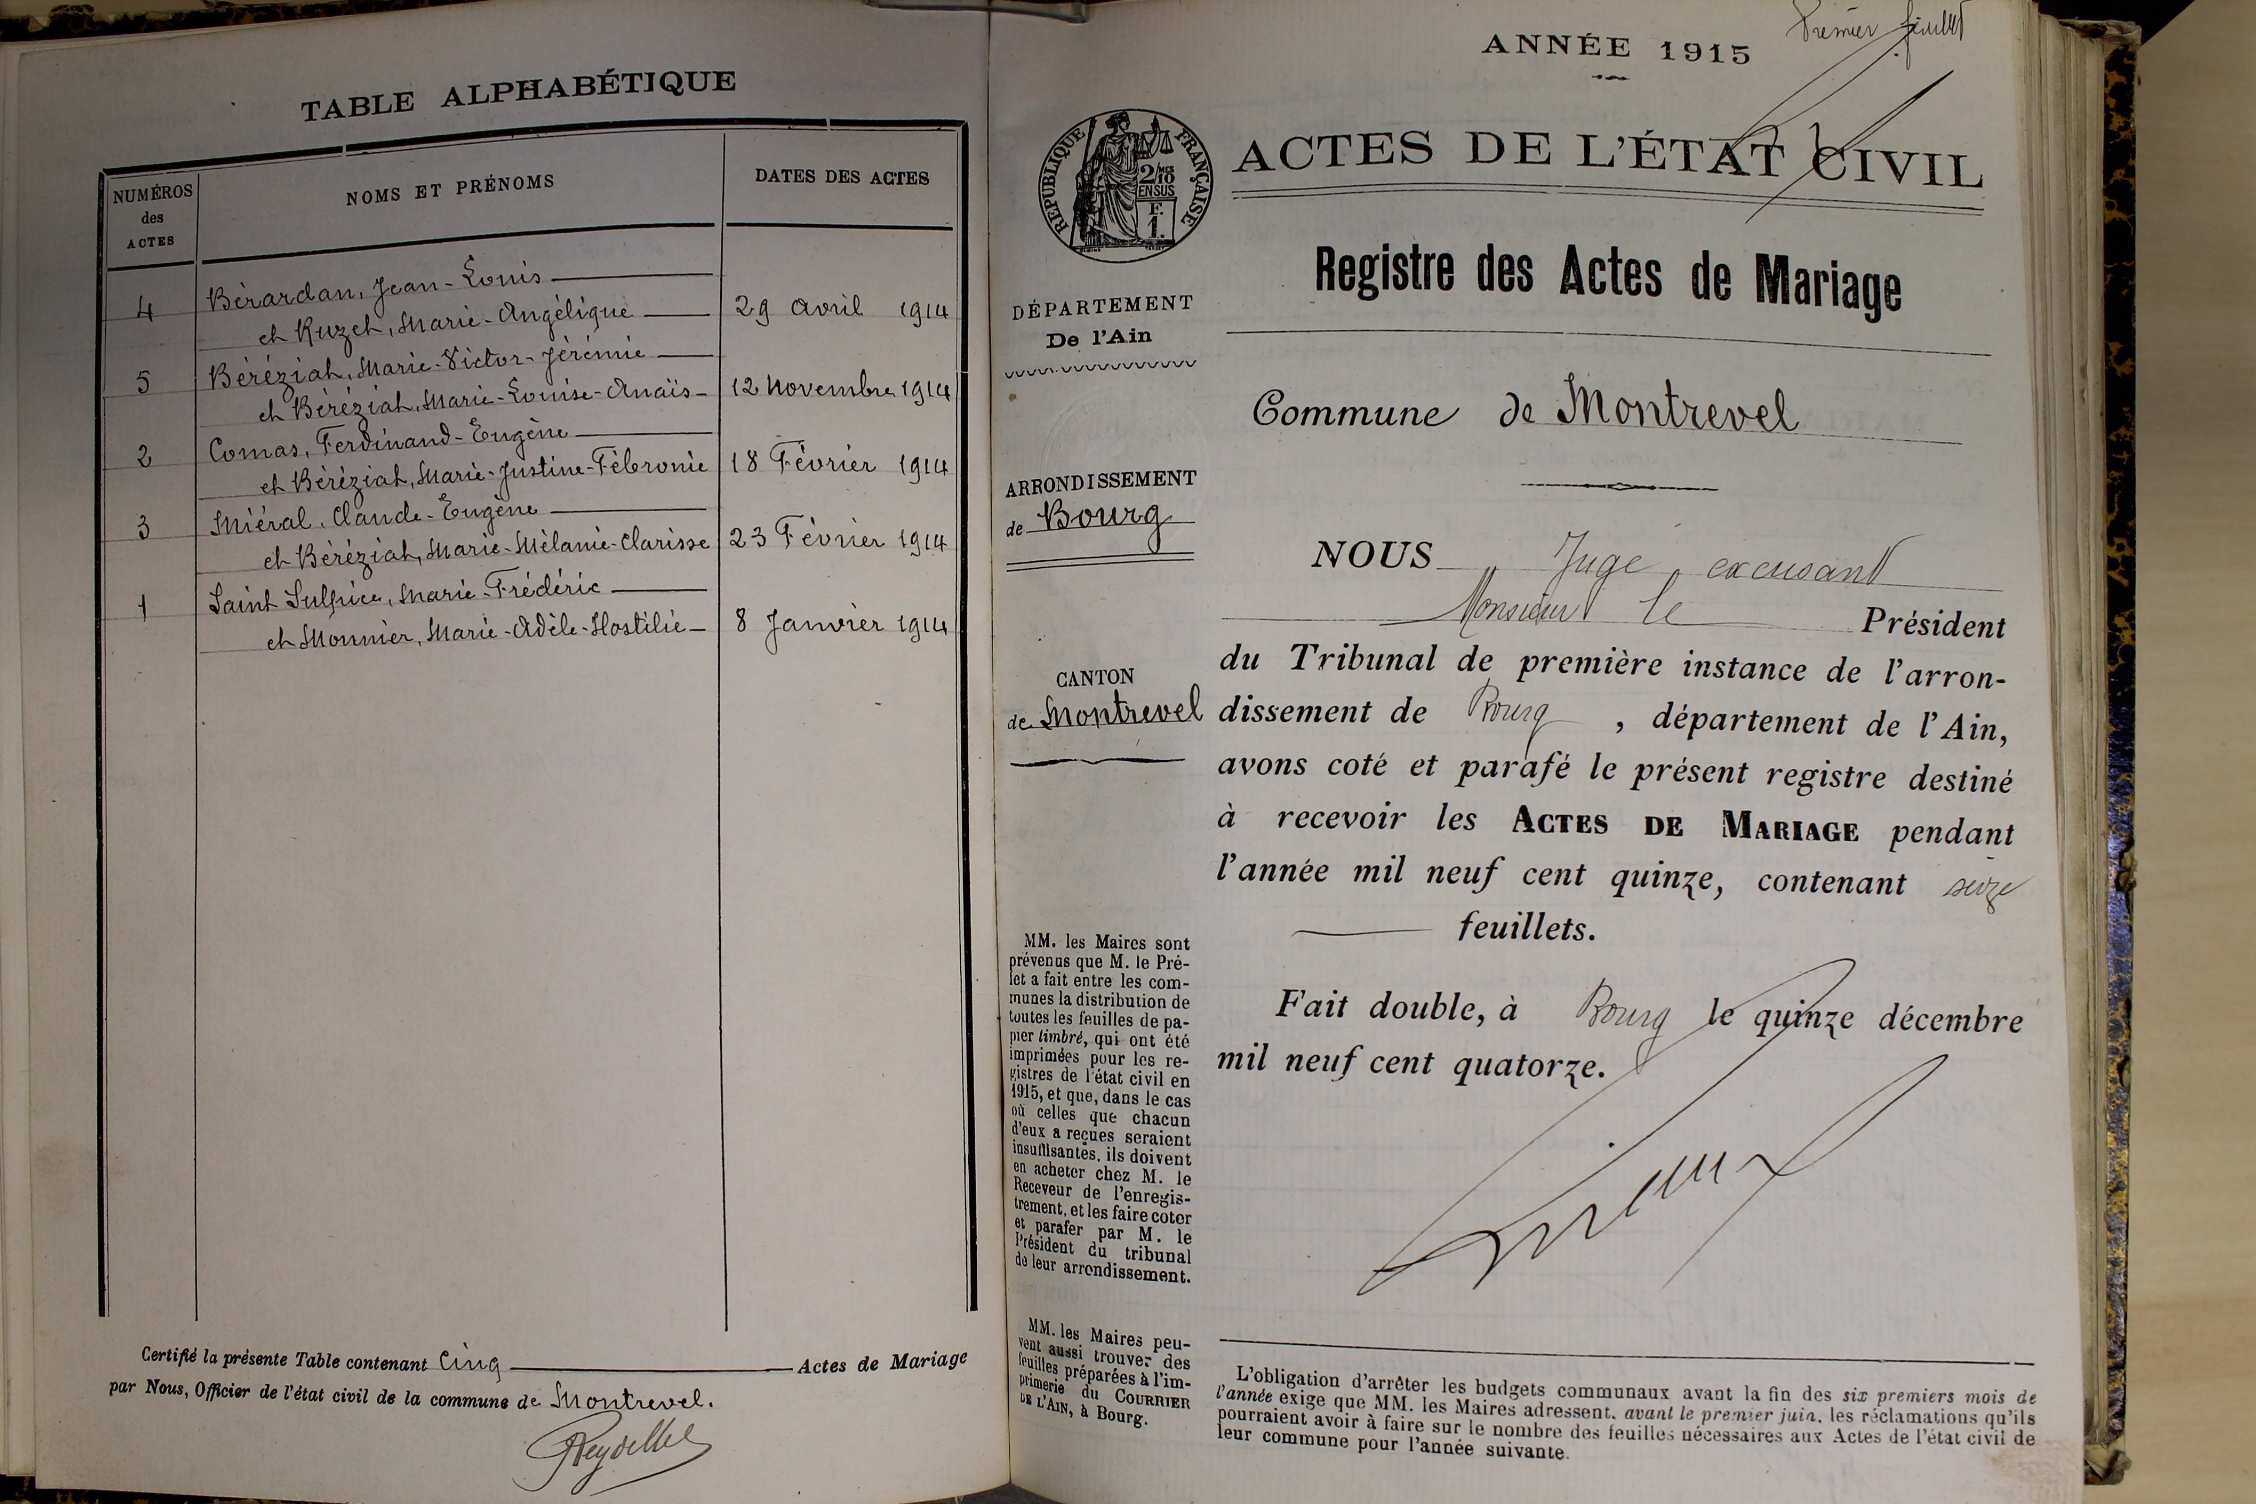 TABLE ALPHABÉTIQUE
NUMÉROS
des
ACTES
NOMS ET PRÉNOMS
DATES DES ACTES
4 Bérardan, Jean-Louis
et Ruzet, Marie-Angélique 29 avril 1914
5 Béréziat, Marie-Victor-Jérémie
et Béréziat, Marie-Louise-Anaïs 12 Novembre 1914
2 Comas, Ferdinand-Eugène
et Béréziat, Marie-Justine-Fébronie 18 Février 1914
3 Miéral, Claude-Eugène
et Béréziat, Marie-Mélanie-Clarisse 23 Février 1914
1 Saint Sulpice, Marie-Frédéric
et Monnier, Marie-Adèle-Hostilie 8 Janvier 1914
Certifié la présente Table contenant Cinq Actes de Mariage
par Nous, Officier de l'état civil de la commune de Montrevel.
Premier feuillet
ANNÉE 1915
RÉPUBLIQUE FRANÇAISE
2/10 MES
EN SUS
F.
1.
ACTES DE L'ÉTAT CIVIL
Registre des Actes de Mariage
DÉPARTEMENT
De l'Ain
Commune de Montrevel
ARRONDISSEMENT
de Bourg
CANTON
de Montrevel
NOUS Juge excusant
Monsieur le Président
du Tribunal de première instance de l'arron-
dissement de Bourg, département de l'Ain,
avons coté et parafé le présent registre destiné
à recevoir les ACTES DE MARIAGE pendant
l'année mil neuf cent quinze, contenant seize
feuillets.
Fait double, à Bourg le quinze décembre
mil neuf cent quatorze.
MM. les Maires sont
prévenus que M. le Pré-
fet a fait entre les com-
munes la distribution de
toutes les feuilles de pa-
pier timbré, qui ont été
imprimées pour les re-
gistres de l'état civil en
1915, et que, dans le cas
où celles que chacun
d'eux a reçues seraient
insuffisantes, ils doivent
en acheter chez M. le
Receveur de l'enregis-
trement, et les faire coter
et parafer par M. le
Président du tribunal
de leur arrondissement.
MM. les Maires peu-
vent aussi trouver des
feuilles préparées à l'im-
primerie du COURRIER
DE L'AIN, à Bourg.
L'obligation d'arrêter les budgets communaux avant la fin des six premiers mois de
l'année exige que MM. les Maires adressent, avant le premier juin, les réclamations qu'ils
pourraient avoir à faire sur le nombre des feuilles nécessaires aux Actes de l'état civil de
leur commune pour l'année suivante.